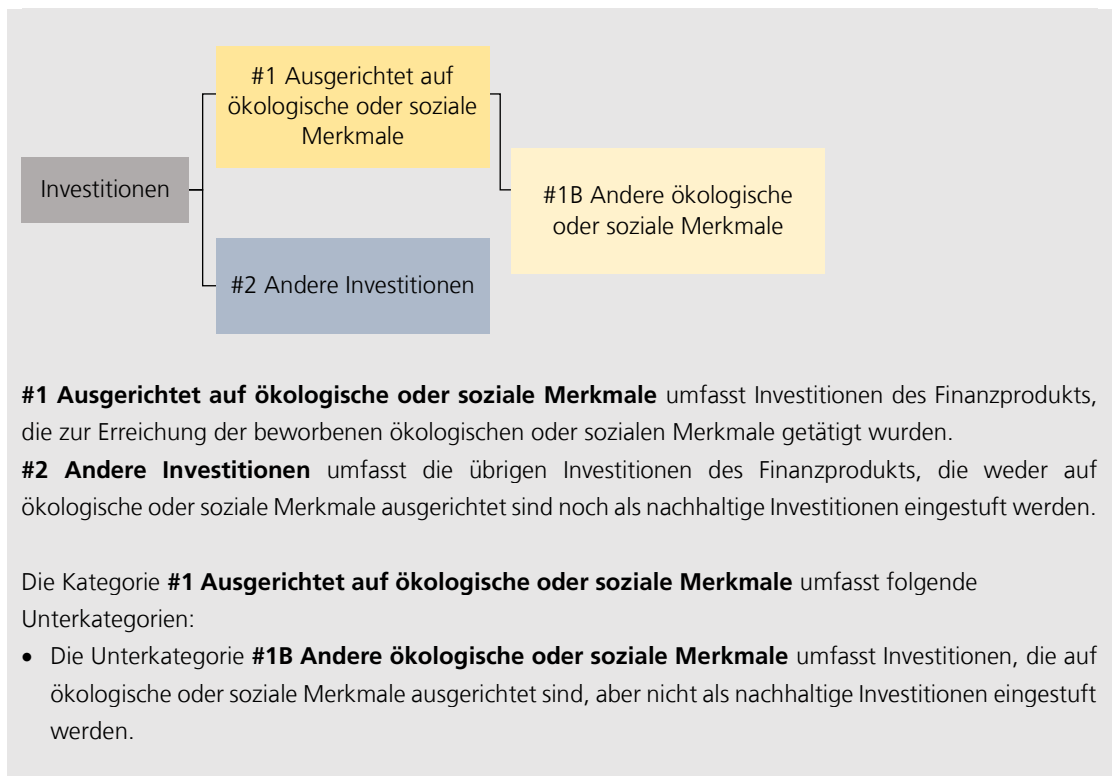 #1 Ausgerichtet auf
ökologische oder soziale
Merkmale
Investitionen
#1B Andere ökologische
oder soziale Merkmale
#2 Andere Investitionen
#1 Ausgerichtet auf ökologische oder soziale Merkmale umfasst Investitionen des Finanzprodukts,
die zur Erreichung der beworbenen ökologischen oder sozialen Merkmale getätigt wurden.
#2 Andere Investitionen umfasst die übrigen Investitionen des Finanzprodukts, die weder auf
ökologische oder soziale Merkmale ausgerichtet sind noch als nachhaltige Investitionen eingestuft werden.
Die Kategorie #1 Ausgerichtet auf ökologische oder soziale Merkmale umfasst folgende
Unterkategorien:
• Die Unterkategorie #1B Andere ökologische oder soziale Merkmale umfasst Investitionen, die auf
ökologische oder soziale Merkmale ausgerichtet sind, aber nicht als nachhaltige Investitionen eingestuft
werden.